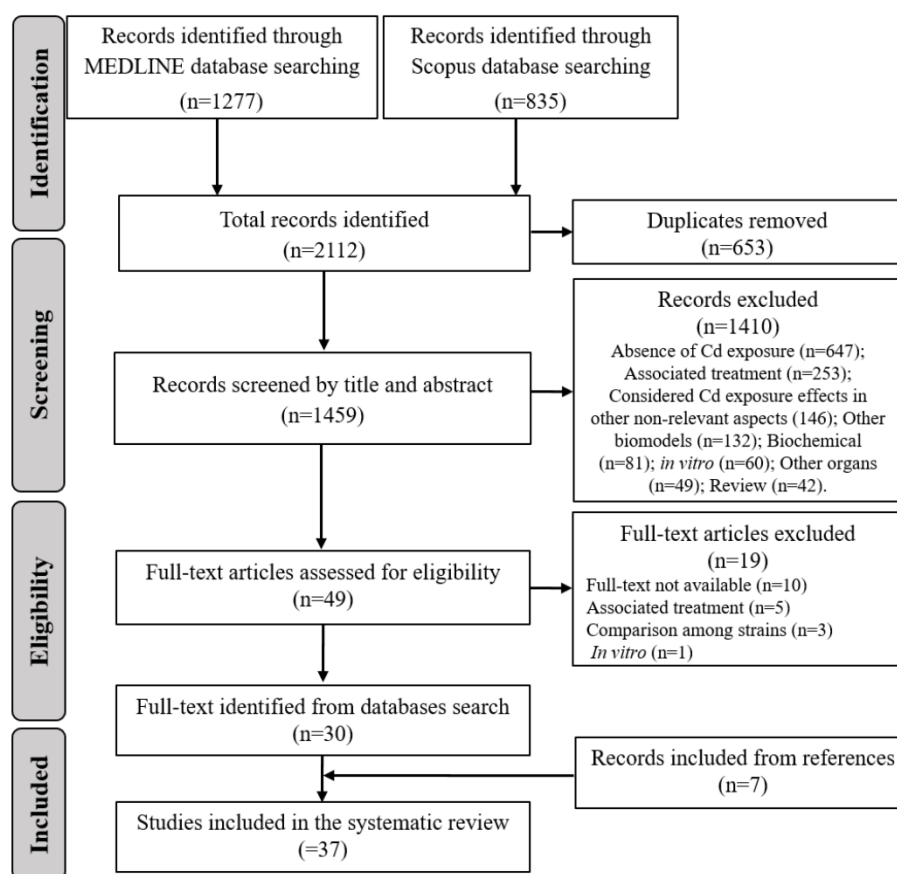 Identification
Records identified through
MEDLINE database searching
(n=1277)
Records identified through
Scopus database searching
(n=835)
Total records identified
(n=2112)
Duplicates removed
(n=653)
Screening
Records screened by title and abstract
(n=1459)
Records excluded
(n=1410)
Absence of Cd exposure (n=647);
Associated treatment (n=253);
Considered Cd exposure effects in
other non-relevant aspects (146); Other
biomodels (n=132); Biochemical
(n=81); in vitro (n=60); Other organs
(n=49); Review (n=42).
Eligibility
Full-text articles assessed for eligibility
(n=49)
Full-text articles excluded
(n=19)
Full-text not available (n=10)
Associated treatment (n=5)
Comparison among strains (n=3)
In vitro (n=1)
Full-text identified from databases search
(n=30)
Included
Records included from references
(n=7)
Studies included in the systematic review
(=37)